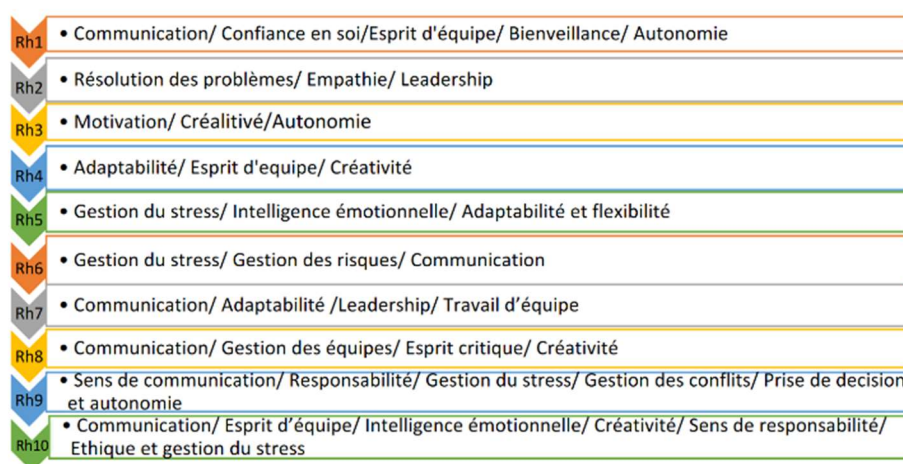 Rh1 • Communication/ Confiance en soi/Esprit d'équipe/ Bienveillance/ Autonomie
Rh2 • Résolution des problèmes/ Empathie/ Leadership
Rh3 • Motivation/ Créalitivé/Autonomie
Rh4 • Adaptabilité/ Esprit d'equipe/ Créativité
Rh5 • Gestion du stress/ Intelligence émotionnelle/ Adaptabilité et flexibilité
Rh6 • Gestion du stress/ Gestion des risques/ Communication
Rh7 • Communication/ Adaptabilité /Leadership/ Travail d’équipe
Rh8 • Communication/ Gestion des équipes/ Esprit critique/ Créativité
Rh9 • Sens de communication/ Responsabilité/ Gestion du stress/ Gestion des conflits/ Prise de decision
et autonomie
Rh10 • Communication/ Esprit d’équipe/ Intelligence émotionnelle/ Créativité/ Sens de responsabilité/
Ethique et gestion du stress